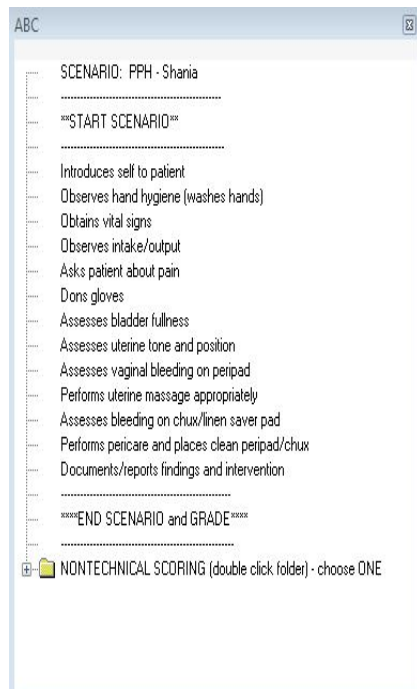 ABC
SCENARIO: PPH - Shania
----------------------------------------
**START SCENARIO**
----------------------------------------
Introduces self to patient
Observes hand hygiene (washes hands)
Obtains vital signs
Observes intake/output
Asks patient about pain
Dons gloves
Assesses bladder fullness
Assesses uterine tone and position
Assesses vaginal bleeding on peripad
Performs uterine massage appropriately
Assesses bleeding on chux/linen saver pad
Performs pericare and places clean peripad/chux
Documents/reports findings and intervention
----------------------------------------
****END SCENARIO and GRADE****
----------------------------------------
NONTECHNICAL SCORING (double click folder) - choose ONE